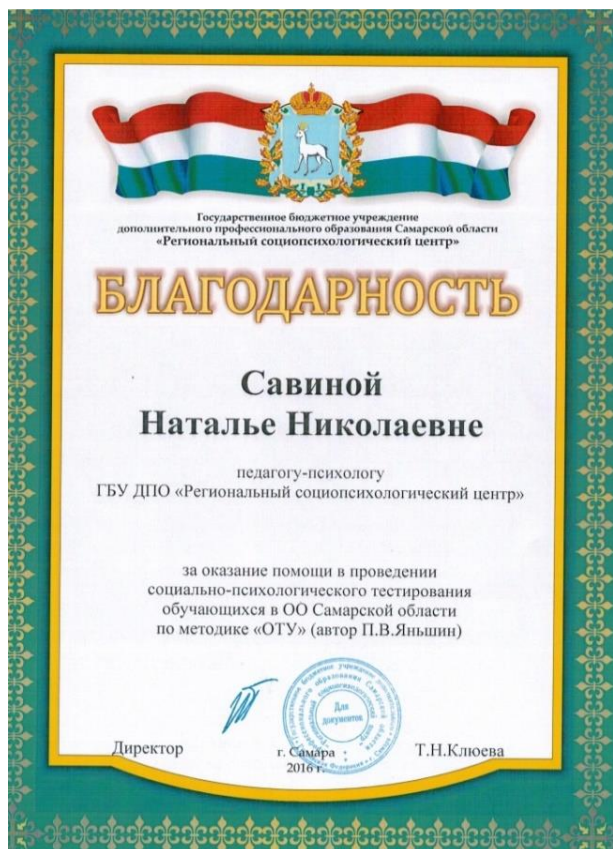 Государственное бюджетное учреждение
дополнительного профессионального образования Самарской области
«Региональный социопсихологический центр»
БЛАГОДАРНОСТЬ
Савиной
Наталье Николаевне
педагогу-психологу
ГБУ ДПО «Региональный социопсихологический центр»
за оказание помощи в проведении
социально-психологического тестирования
обучающихся в ОО Самарской области
по методике «ОТУ» (автор П.В.Яньшин)
Для
документов
Директор г. Самара Т.Н.Клюева
2016 г.